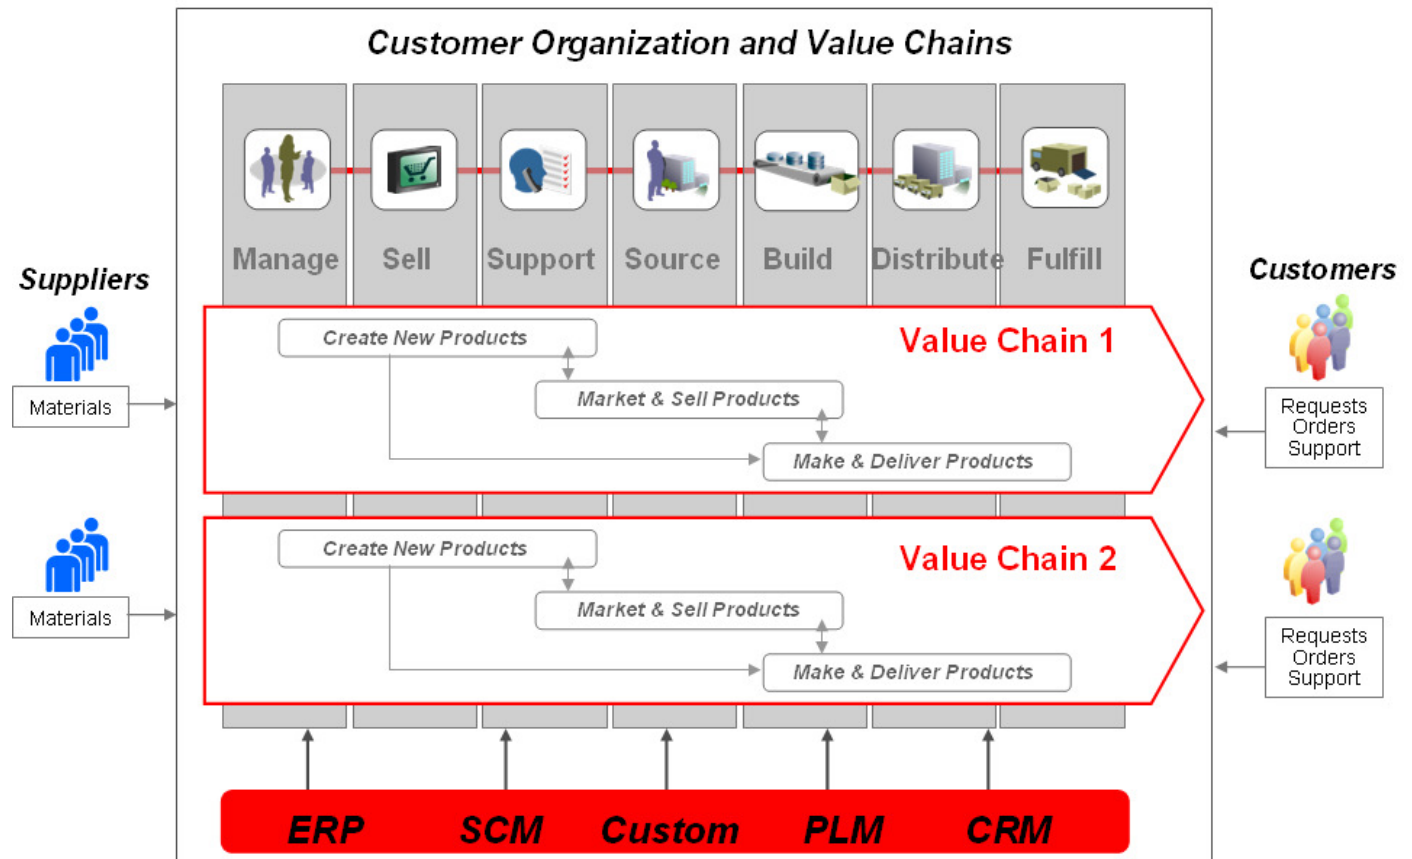 Customer Organization and Value Chains
Manage Sell Support Source Build Distribute Fulfill
Suppliers
Materials
Materials
Customers
Requests
Orders
Support
Requests
Orders
Support
Value Chain 1
Create New Products
Market & Sell Products
Make & Deliver Products
Value Chain 2
Create New Products
Market & Sell Products
Make & Deliver Products
ERP SCM Custom PLM CRM